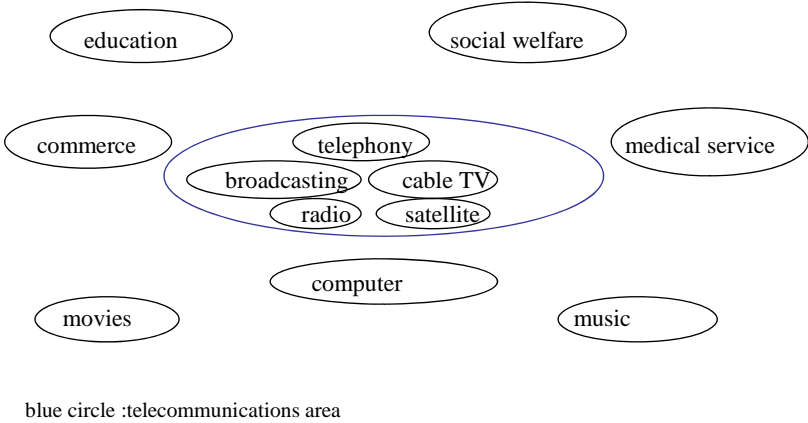 education
social welfare
commerce
telephony
medical service
broadcasting
cable TV
radio
satellite
computer
movies
music
blue circle :telecommunications area